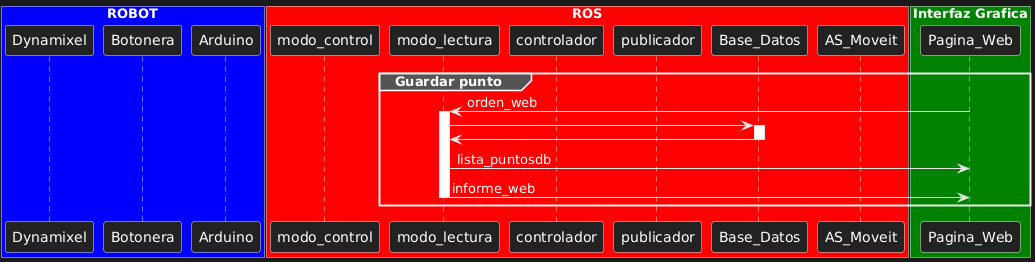 ROBOT ROS Interfaz Grafica
Dynamixel Botonera Arduino modo_control modo_lectura controlador publicador Base_Datos AS_Moveit Pagina_Web
Guardar punto
orden_web
lista_puntosdb
informe_web
Dynamixel Botonera Arduino modo_control modo_lectura controlador publicador Base_Datos AS_Moveit Pagina_Web